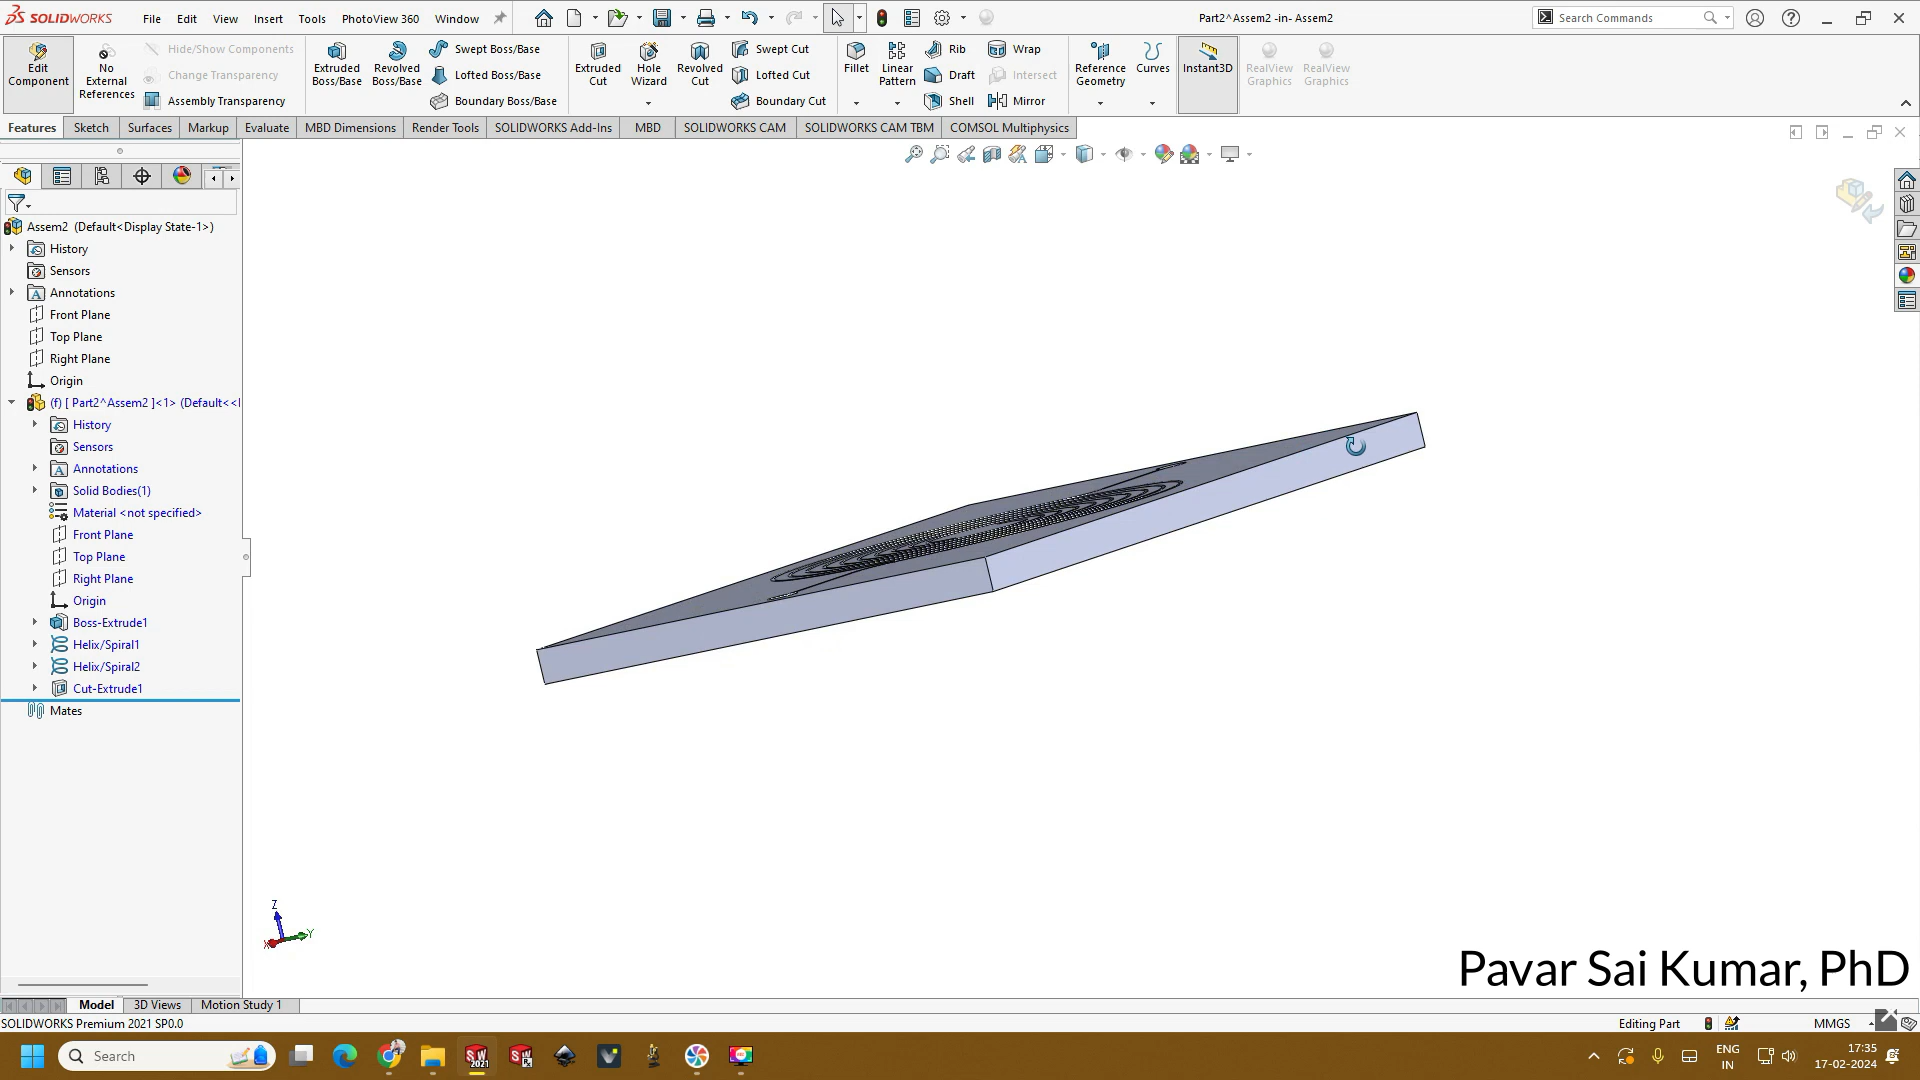 SOLIDWORKS File Edit View Insert Tools PhotoView 360 Window Part2^Assem2 -in- Assem2 Search Commands
Edit Component
No External References
Hide/Show Components
Change Transparency
Assembly Transparency
Extruded Boss/Base
Revolved Boss/Base
Swept Boss/Base
Lofted Boss/Base
Boundary Boss/Base
Extruded Cut
Hole Wizard
Revolved Cut
Swept Cut
Lofted Cut
Boundary Cut
Fillet
Linear Pattern
Rib
Draft
Shell
Wrap
Intersect
Mirror
Reference Geometry
Curves
Instant3D
RealView Graphics
RealView Graphics
Features Sketch Surfaces Markup Evaluate MBD Dimensions Render Tools SOLIDWORKS Add-Ins MBD SOLIDWORKS CAM SOLIDWORKS CAM TBM COMSOL Multiphysics
Assem2 (Default<Display State-1>)
History
Sensors
Annotations
Front Plane
Top Plane
Right Plane
Origin
(f) [ Part2^Assem2 ]<1> (Default<<
History
Sensors
Annotations
Solid Bodies(1)
Material <not specified>
Front Plane
Top Plane
Right Plane
Origin
Boss-Extrude1
Helix/Spiral1
Helix/Spiral2
Cut-Extrude1
Mates
Z
Y
X
Pavar Sai Kumar, PhD
Model 3D Views Motion Study 1
SOLIDWORKS Premium 2021 SP0.0 Editing Part MMGS
Search ENG IN 17:35 17-02-2024